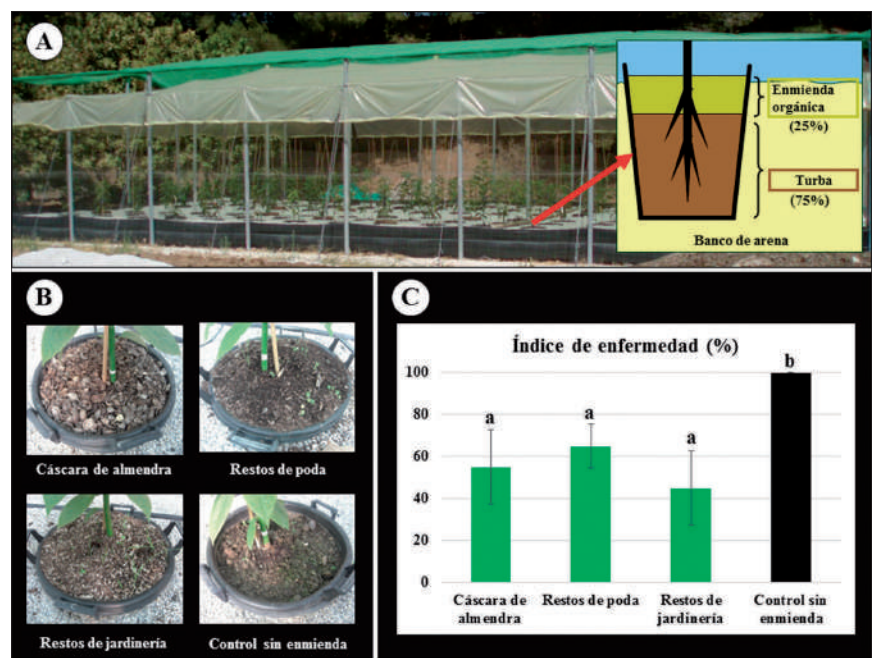 A
Enmienda
orgánica
(25%)
Turba
(75%)
Banco de arena
B
Cáscara de almendra
Restos de poda
Restos de jardinería
Control sin enmienda
C
Índice de enfermedad (%)
100
80
60
40
20
0
a
a
a
b
Cáscara de
almendra
Restos de poda
Restos de
jardinería
Control sin
enmienda